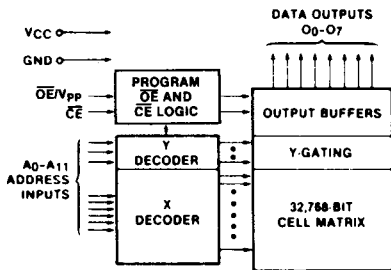 DATA OUTPUTS
O0-O7
VCC
GND
OE/VPP
CE
PROGRAM
OE AND
CE LOGIC
OUTPUT BUFFERS
A0-A11
ADDRESS
INPUTS
Y
DECODER
Y-GATING
X
DECODER
32,768-BIT
CELL MATRIX